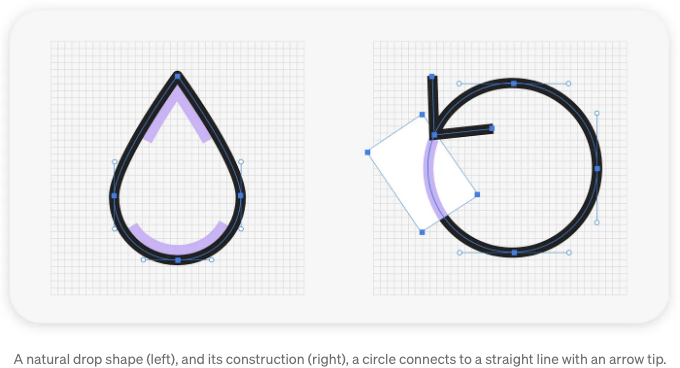 A natural drop shape (left), and its construction (right), a circle connects to a straight line with an arrow tip.